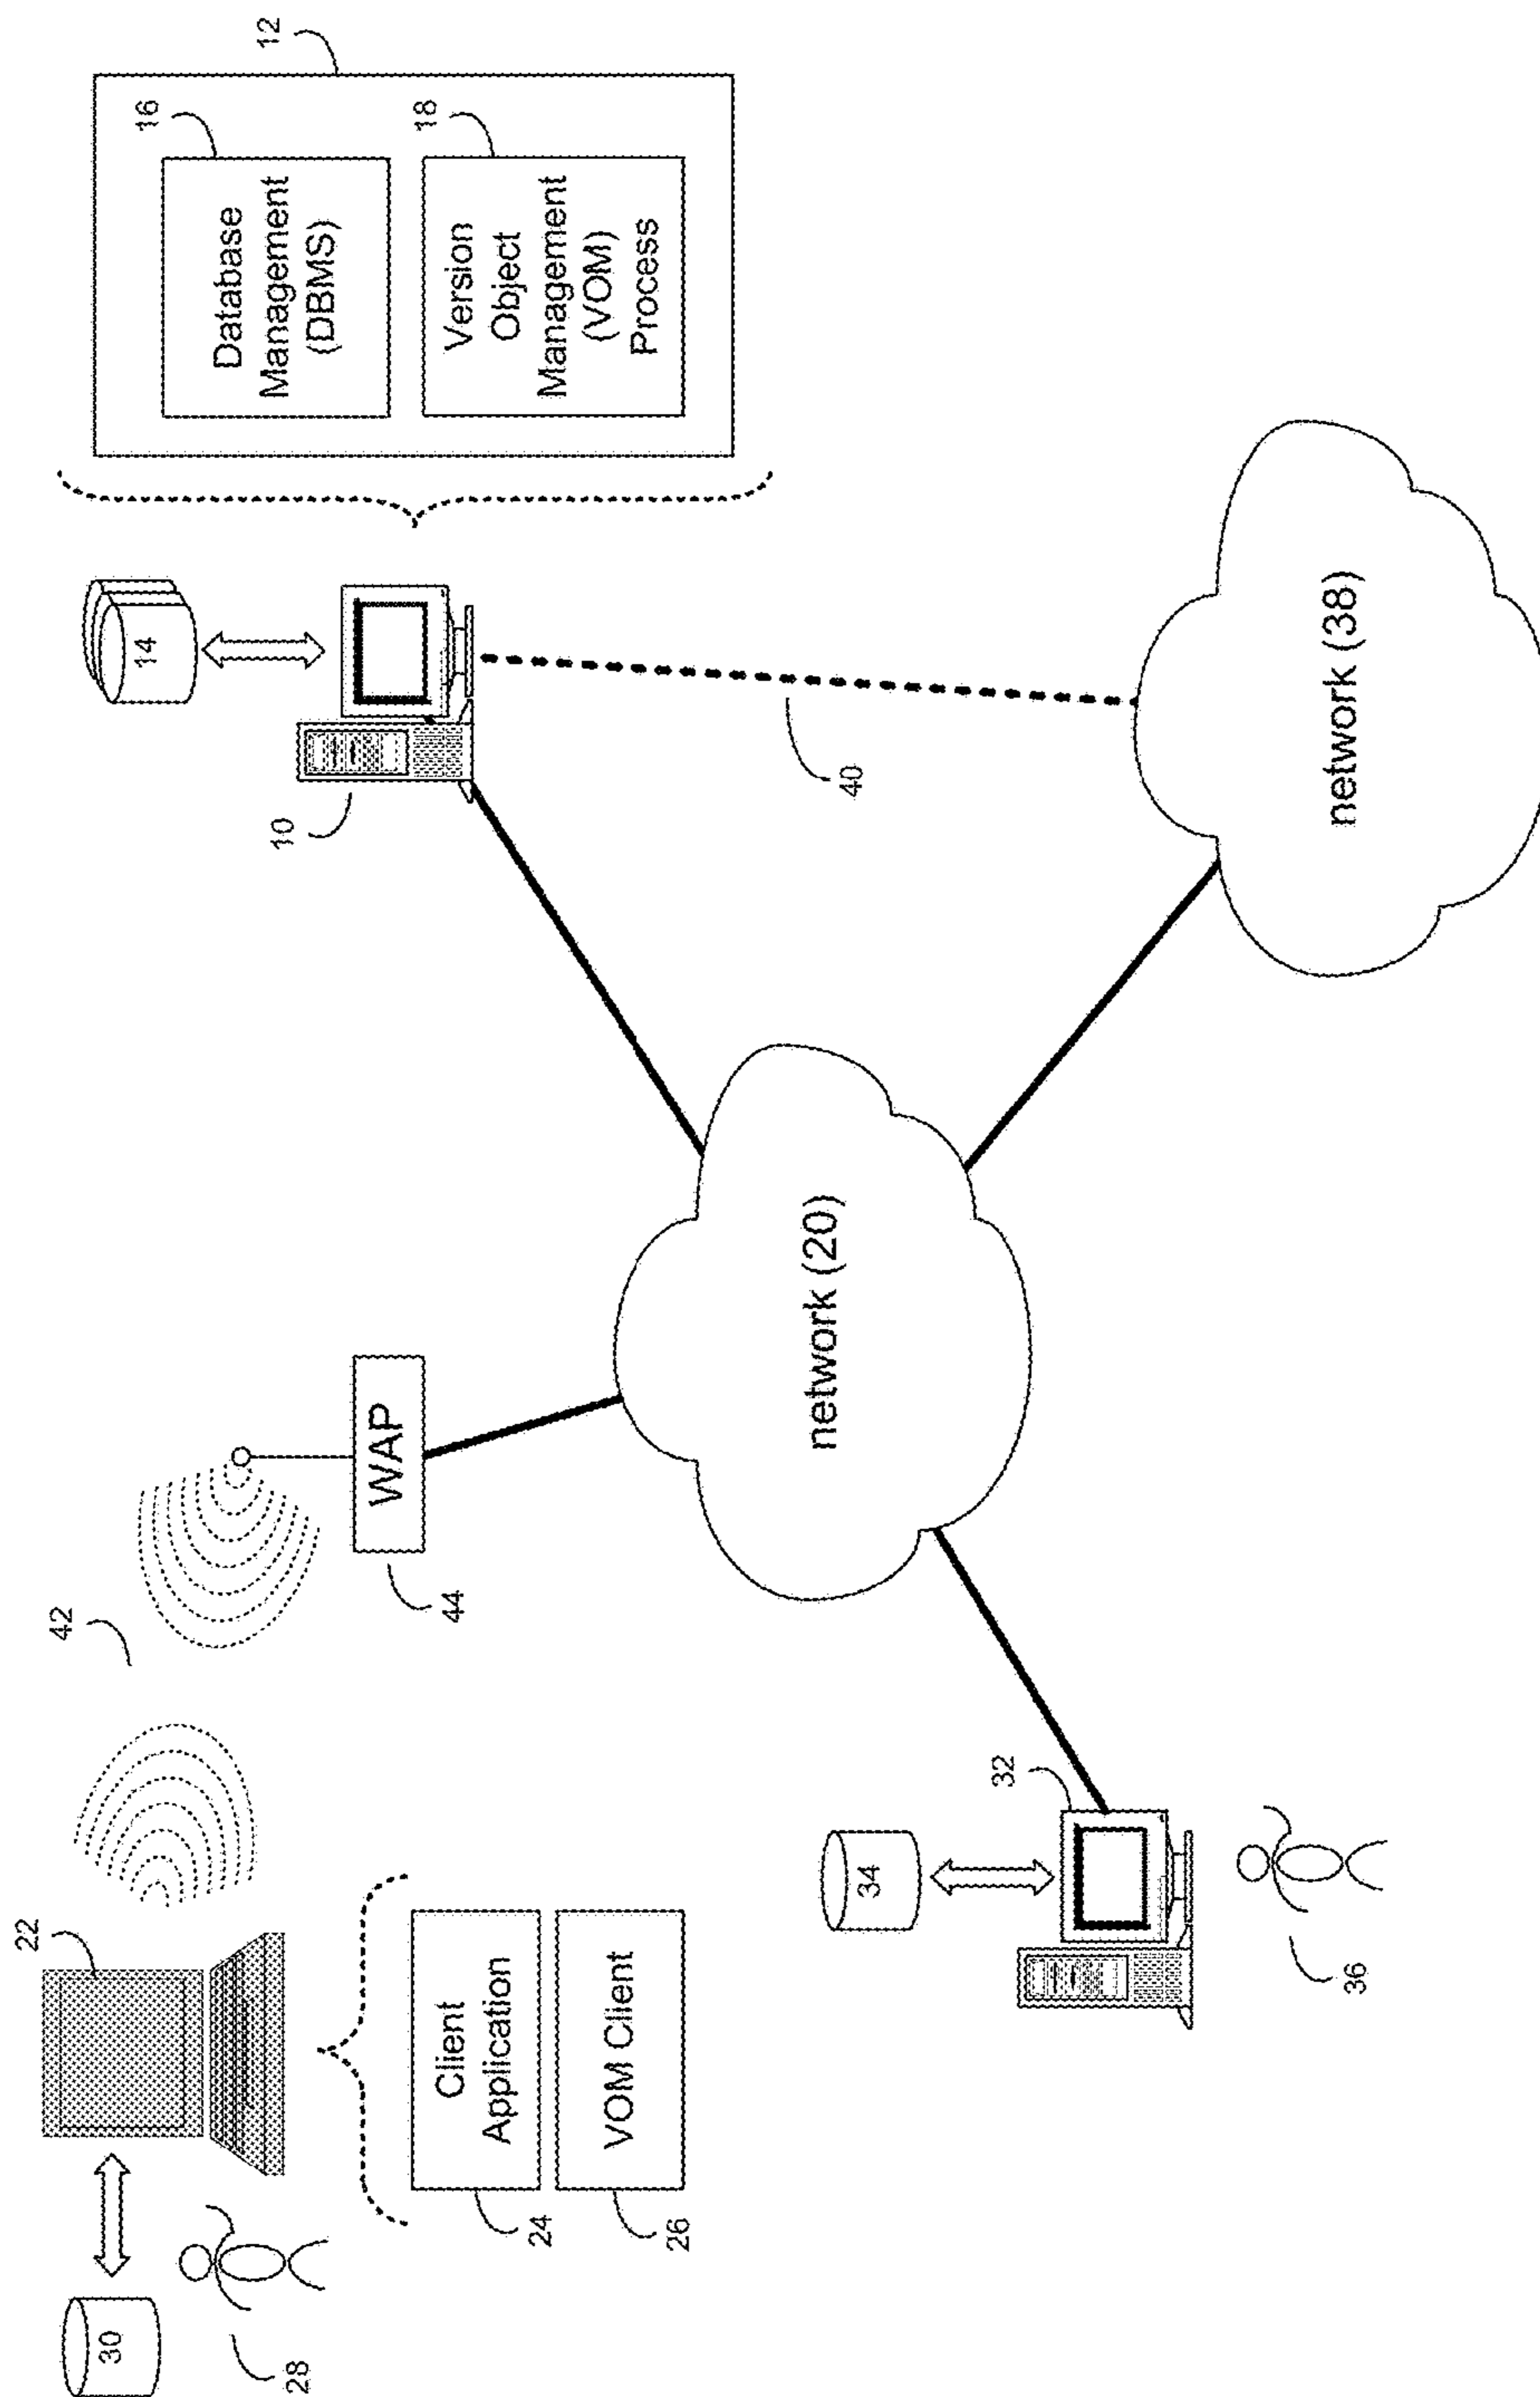 30
22
28
Client
Application
24
VOM Client
26
42
WAP
44
14
10
12
Database
Management
(DBMS)
16
Version
Object
Management
(VOM)
Process
18
network (20)
40
34
32
36
network (38)